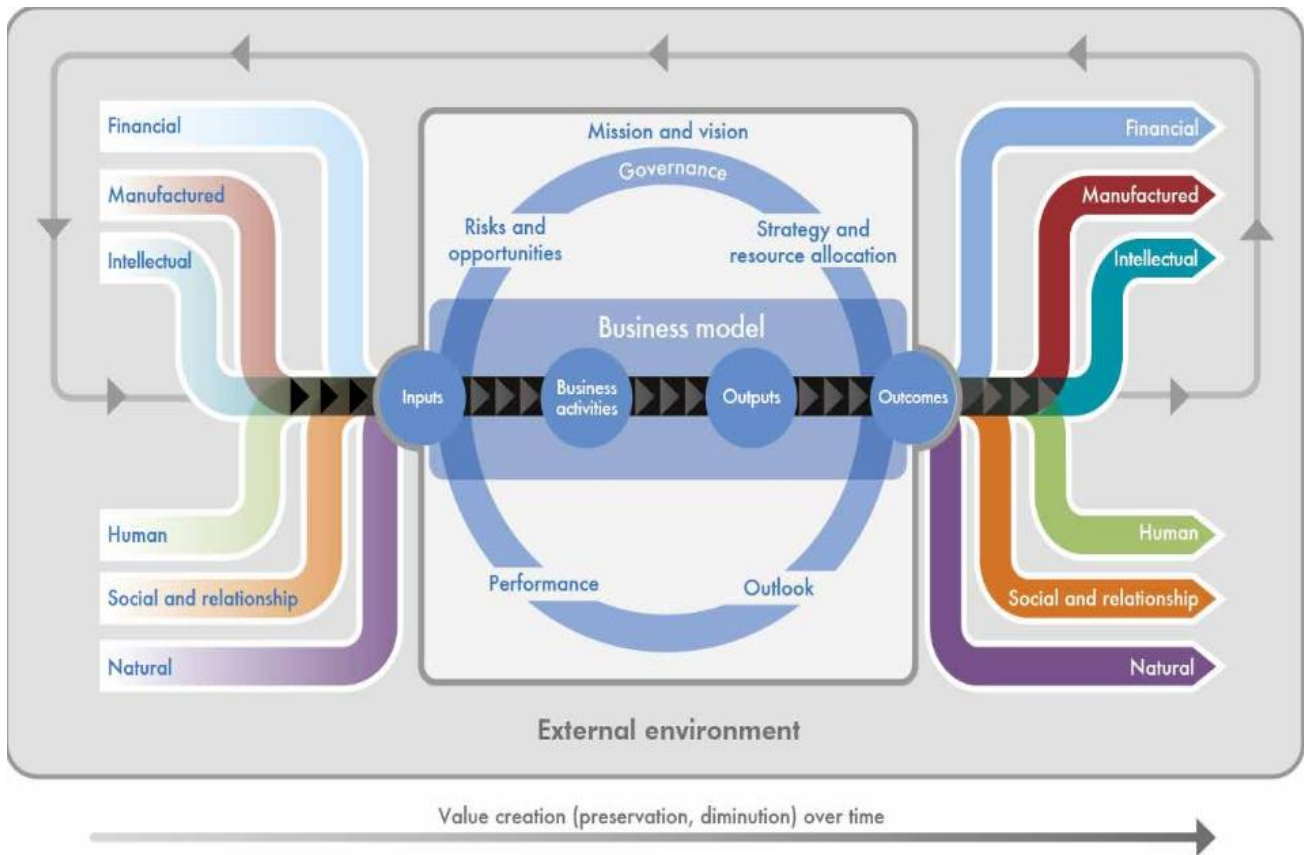 Financial
Manufactured
Intellectual
Human
Social and relationship
Natural
Mission and vision
Governance
Risks and
opportunities
Strategy and
resource allocation
Business model
Inputs
Business
activities
Outputs
Outcomes
Performance
Outlook
Financial
Manufactured
Intellectual
Human
Social and relationship
Natural
External environment
Value creation (preservation, diminution) over time